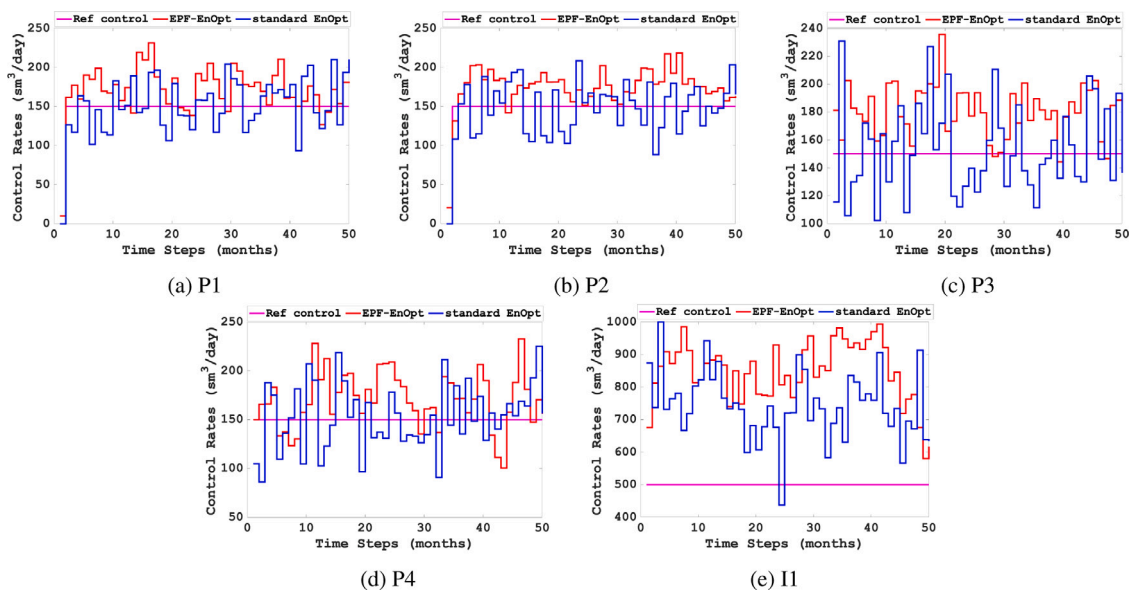 Ref control EPF-EnOpt standard EnOpt
250
200
150
100
50
0
0 10 20 30 40 50
Control Rates (sm³/day)
Time Steps (months)
(a) P1
Ref control EPF-EnOpt standard EnOpt
250
200
150
100
50
0
0 10 20 30 40 50
Control Rates (sm³/day)
Time Steps (months)
(b) P2
Ref control EPF-EnOpt standard EnOpt
240
220
200
180
160
140
120
100
0 10 20 30 40 50
Control Rates (sm³/day)
Time Steps (months)
(c) P3
Ref control EPF-EnOpt standard EnOpt
250
200
150
100
50
0 10 20 30 40 50
Control Rates (sm³/day)
Time Steps (months)
(d) P4
Ref control EPF-EnOpt standard EnOpt
1000
900
800
700
600
500
400
0 10 20 30 40 50
Control Rates (sm³/day)
Time Steps (months)
(e) I1